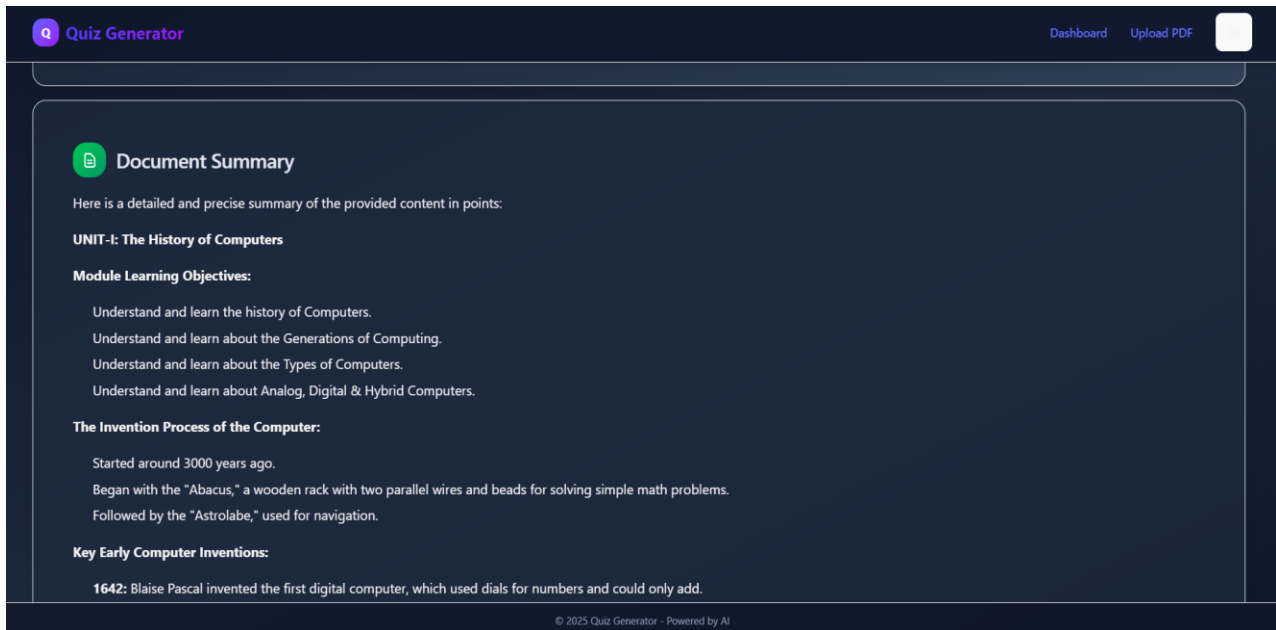 Q Quiz Generator Dashboard Upload PDF
Document Summary
Here is a detailed and precise summary of the provided content in points:
UNIT-I: The History of Computers
Module Learning Objectives:
Understand and learn the history of Computers.
Understand and learn about the Generations of Computing.
Understand and learn about the Types of Computers.
Understand and learn about Analog, Digital & Hybrid Computers.
The Invention Process of the Computer:
Started around 3000 years ago.
Began with the "Abacus," a wooden rack with two parallel wires and beads for solving simple math problems.
Followed by the "Astrolabe," used for navigation.
Key Early Computer Inventions:
1642: Blaise Pascal invented the first digital computer, which used dials for numbers and could only add.
© 2025 Quiz Generator - Powered by AI